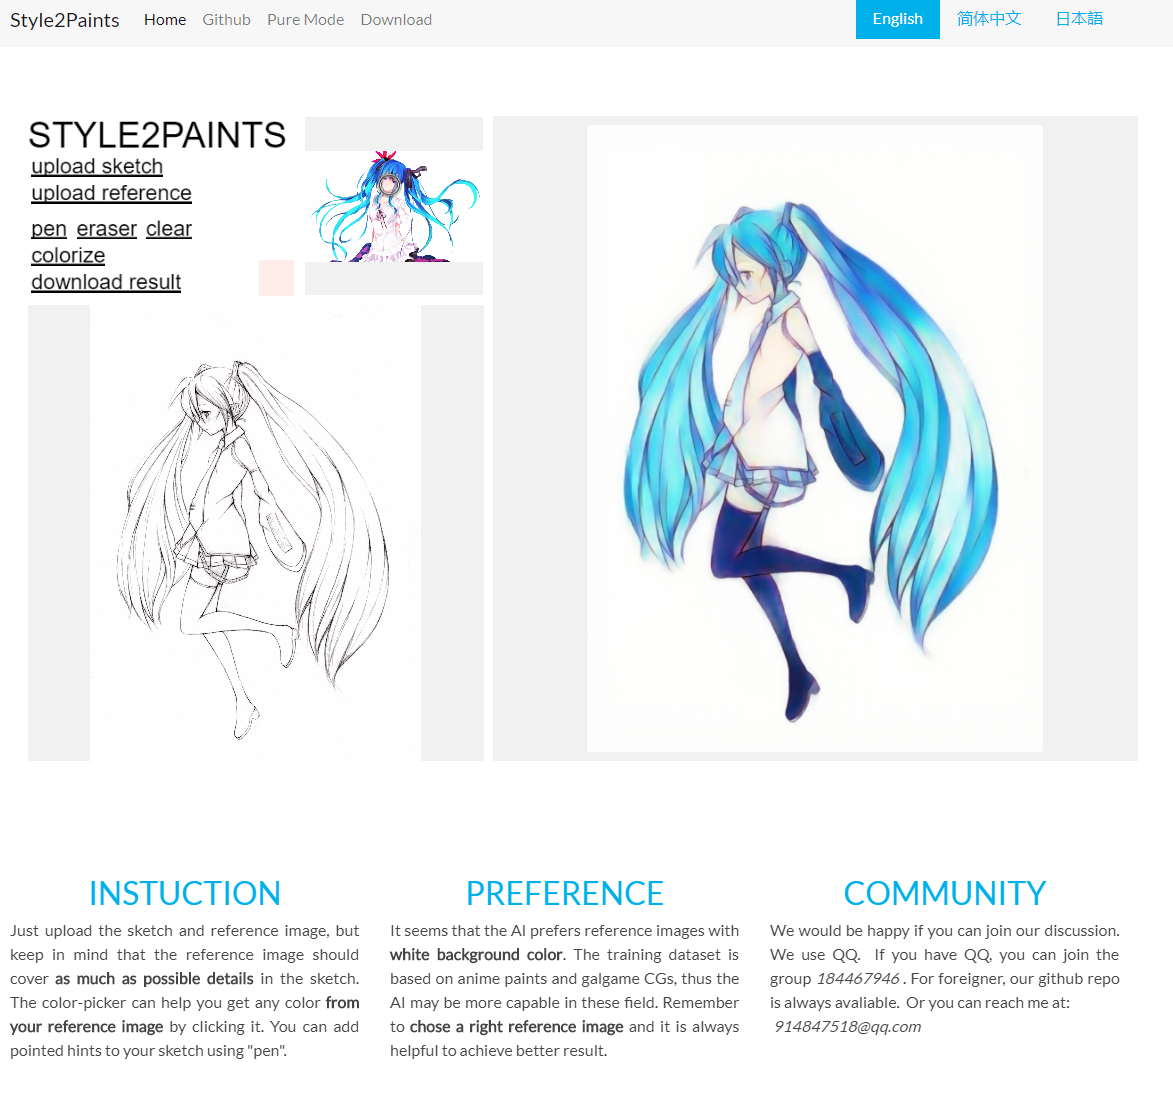 Style2Paints Home Github Pure Mode Download English 简体中文 日本語
STYLE2PAINTS
upload sketch
upload reference
pen eraser clear
colorize
download result
INSTUCTION
Just upload the sketch and reference image, but
keep in mind that the reference image should
cover as much as possible details in the sketch.
The color-picker can help you get any color from
your reference image by clicking it. You can add
pointed hints to your sketch using "pen".
PREFERENCE
It seems that the AI prefers reference images with
white background color. The training dataset is
based on anime paints and galgame CGs, thus the
AI may be more capable in these field. Remember
to chose a right reference image and it is always
helpful to achieve better result.
COMMUNITY
We would be happy if you can join our discussion.
We use QQ. If you have QQ, you can join the
group 184467946 . For foreigner, our github repo
is always avaliable. Or you can reach me at:
914847518@qq.com